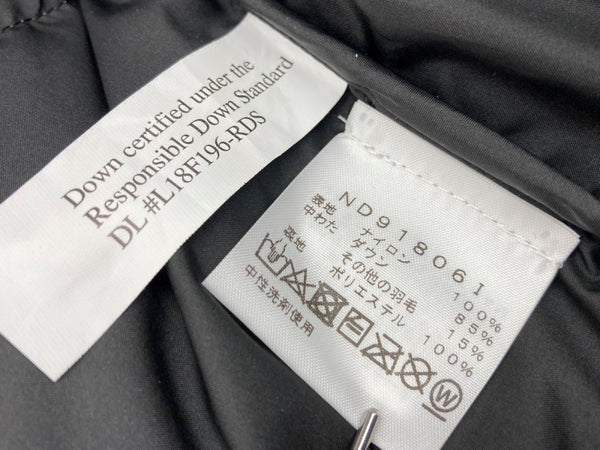 Down certified under the
Responsible Down Standard
DL #L18F196-RDS
ND91806I
表地 ナイロン 100%
中わた ダウン 85%
その他の羽毛 15%
裏地 ポリエステル 100%
中性洗剤使用